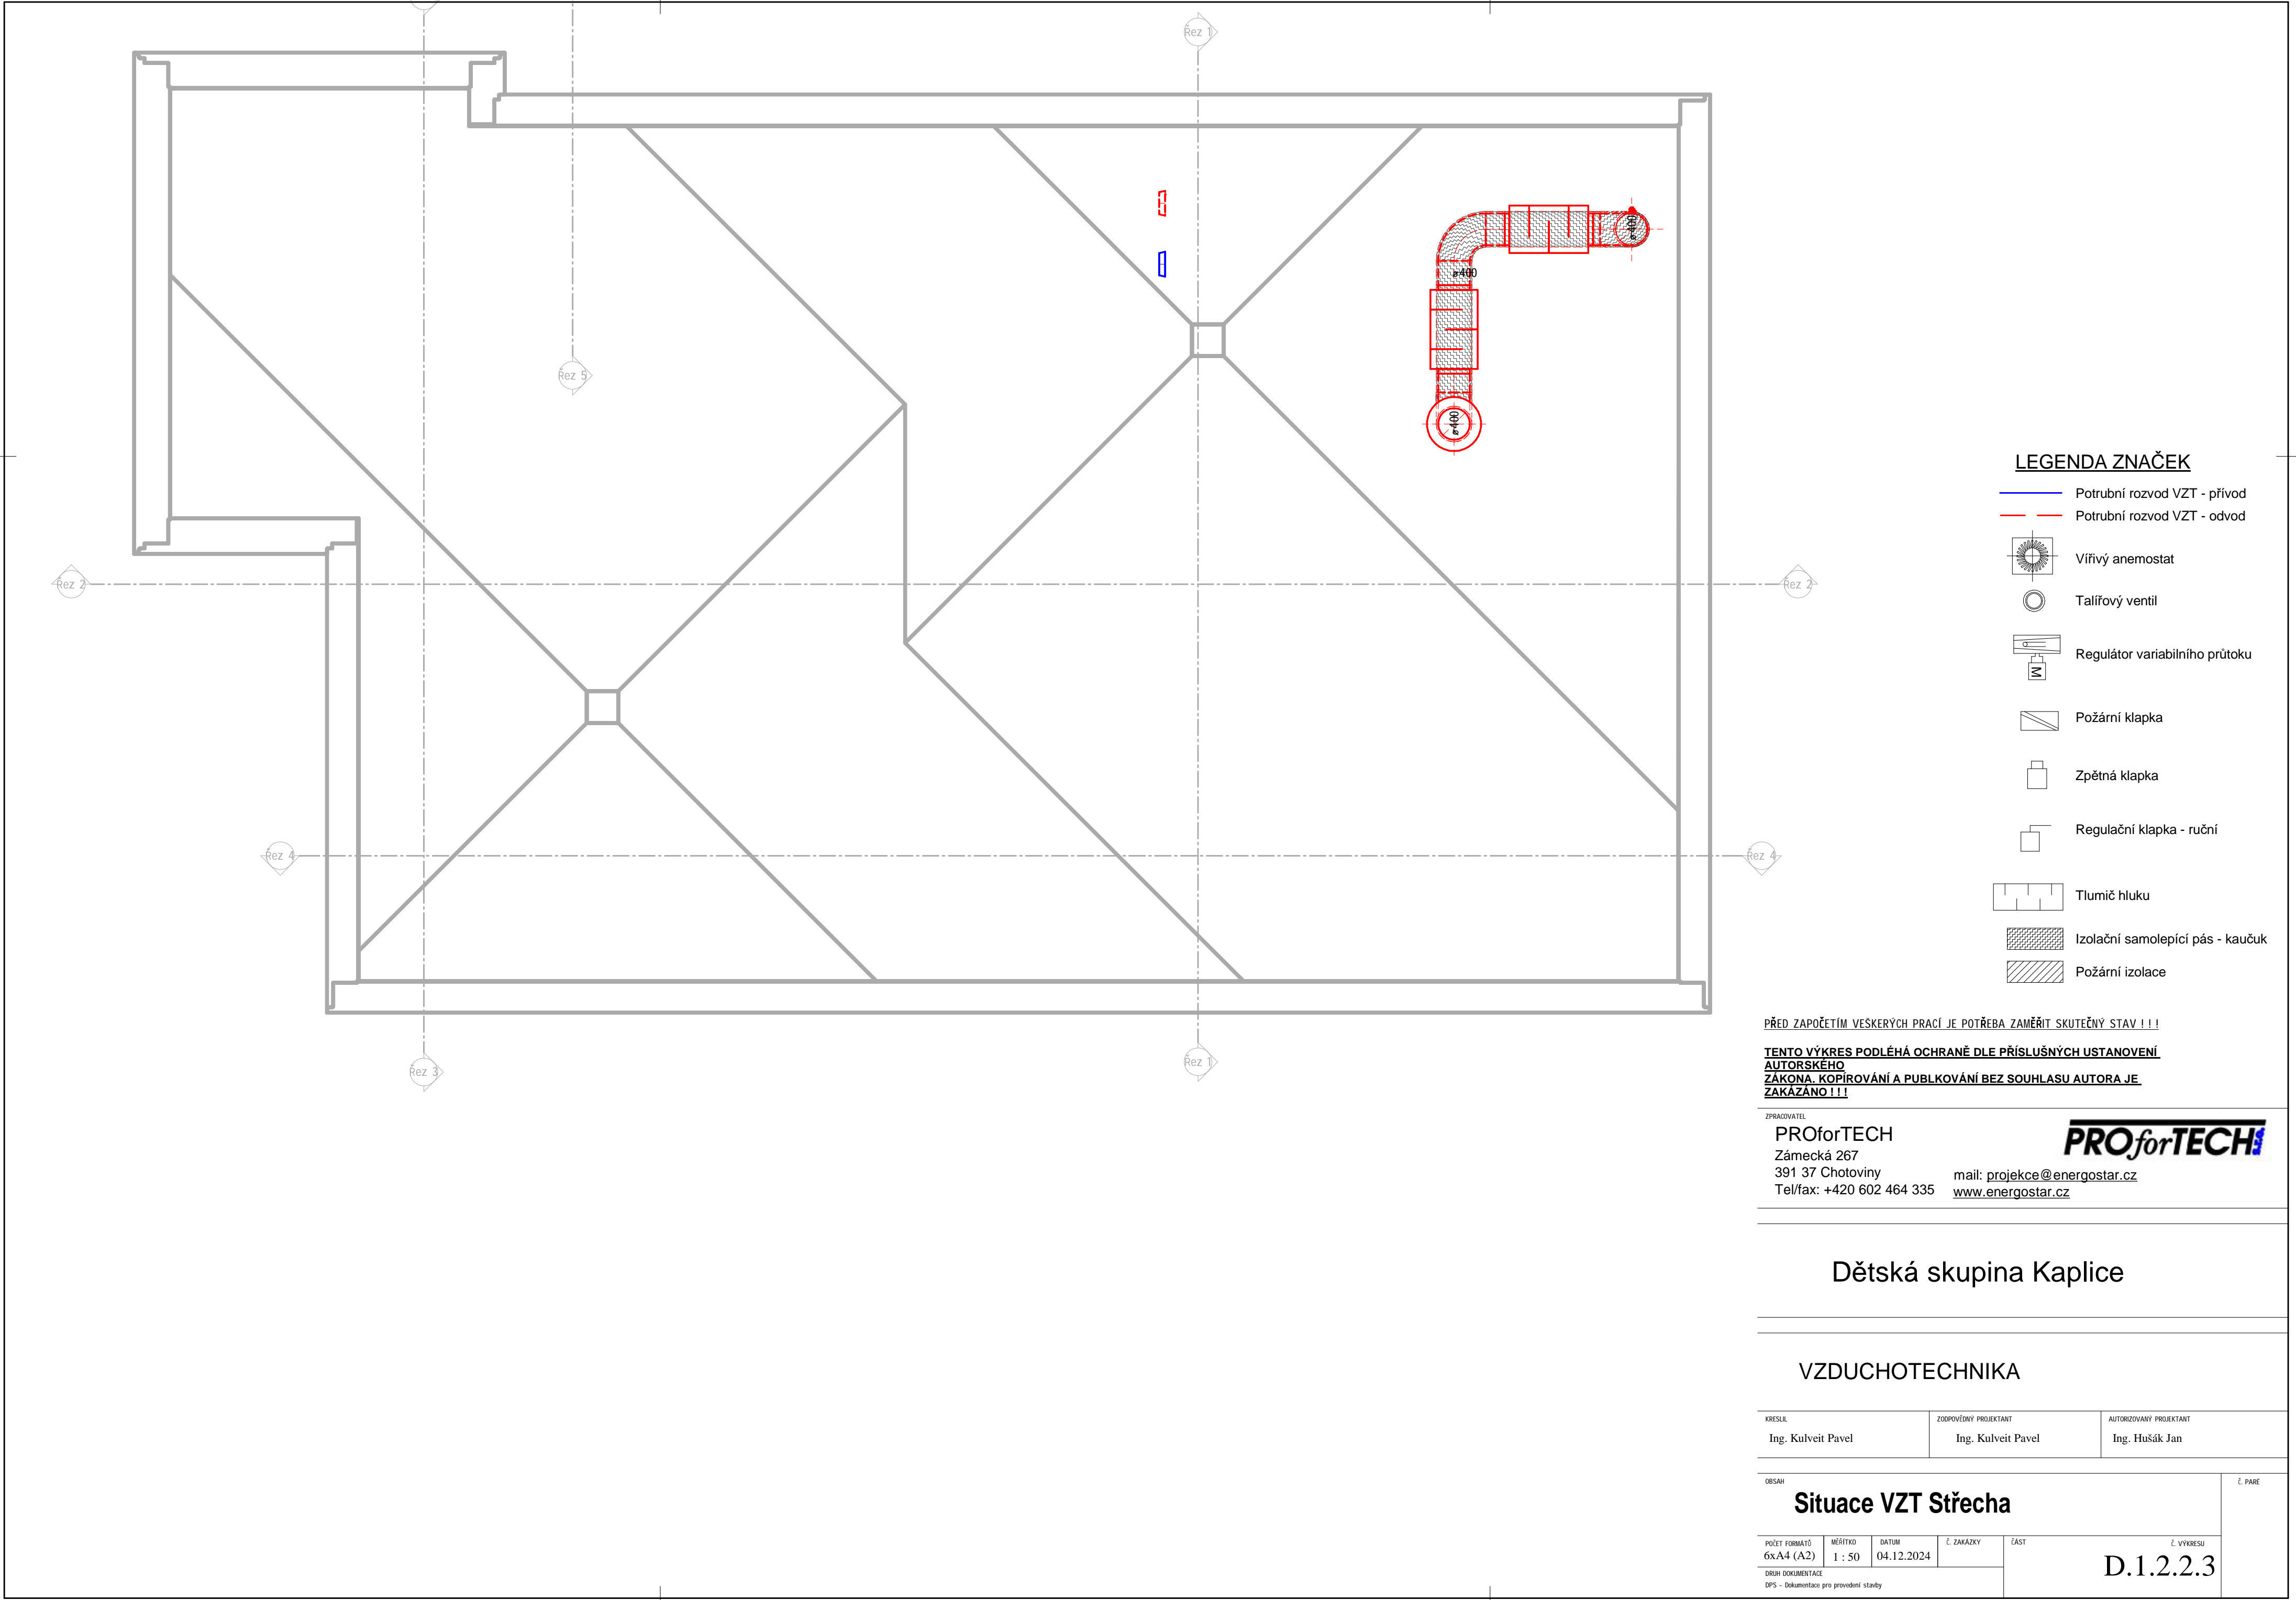 Řez 1
ø400
ø400
ø400
Řez 5
Řez 2
Řez 2
Řez 4
Řez 4
Řez 3
Řez 1
LEGENDA ZNAČEK
Potrubní rozvod VZT - přívod
Potrubní rozvod VZT - odvod
Vířivý anemostat
Talířový ventil
Regulátor variabilního průtoku
M
Požární klapka
Zpětná klapka
Regulační klapka - ruční
Tlumič hluku
Izolační samolepící pás - kaučuk
Požární izolace
PŘED ZAPOČETÍM VEŠKERÝCH PRACÍ JE POTŘEBA ZAMĚŘIT SKUTEČNÝ STAV ! ! !
TENTO VÝKRES PODLÉHÁ OCHRANĚ DLE PŘÍSLUŠNÝCH USTANOVENÍ
AUTORSKÉHO
ZÁKONA. KOPÍROVÁNÍ A PUBLKOVÁNÍ BEZ SOUHLASU AUTORA JE
ZAKÁZÁNO ! ! !
ZPRACOVATEL
PROforTECH
Zámecká 267
391 37 Chotoviny
Tel/fax: +420 602 464 335
PROforTECH s.r.o.
mail: projekce@energostar.cz
www.energostar.cz
Dětská skupina Kaplice
VZDUCHOTECHNIKA
KRESLIL
Ing. Kulveit Pavel
ZODPOVĚDNÝ PROJEKTANT
Ing. Kulveit Pavel
AUTORIZOVANÝ PROJEKTANT
Ing. Hušák Jan
OBSAH
Situace VZT Střecha
Č. PARÉ
POČET FORMÁTŮ
6xA4 (A2)
MĚŘÍTKO
1 : 50
DATUM
04.12.2024
Č. ZAKÁZKY
ČÁST
Č. VÝKRESU
D.1.2.2.3
DRUH DOKUMENTACE
DPS - Dokumentace pro provedení stavby